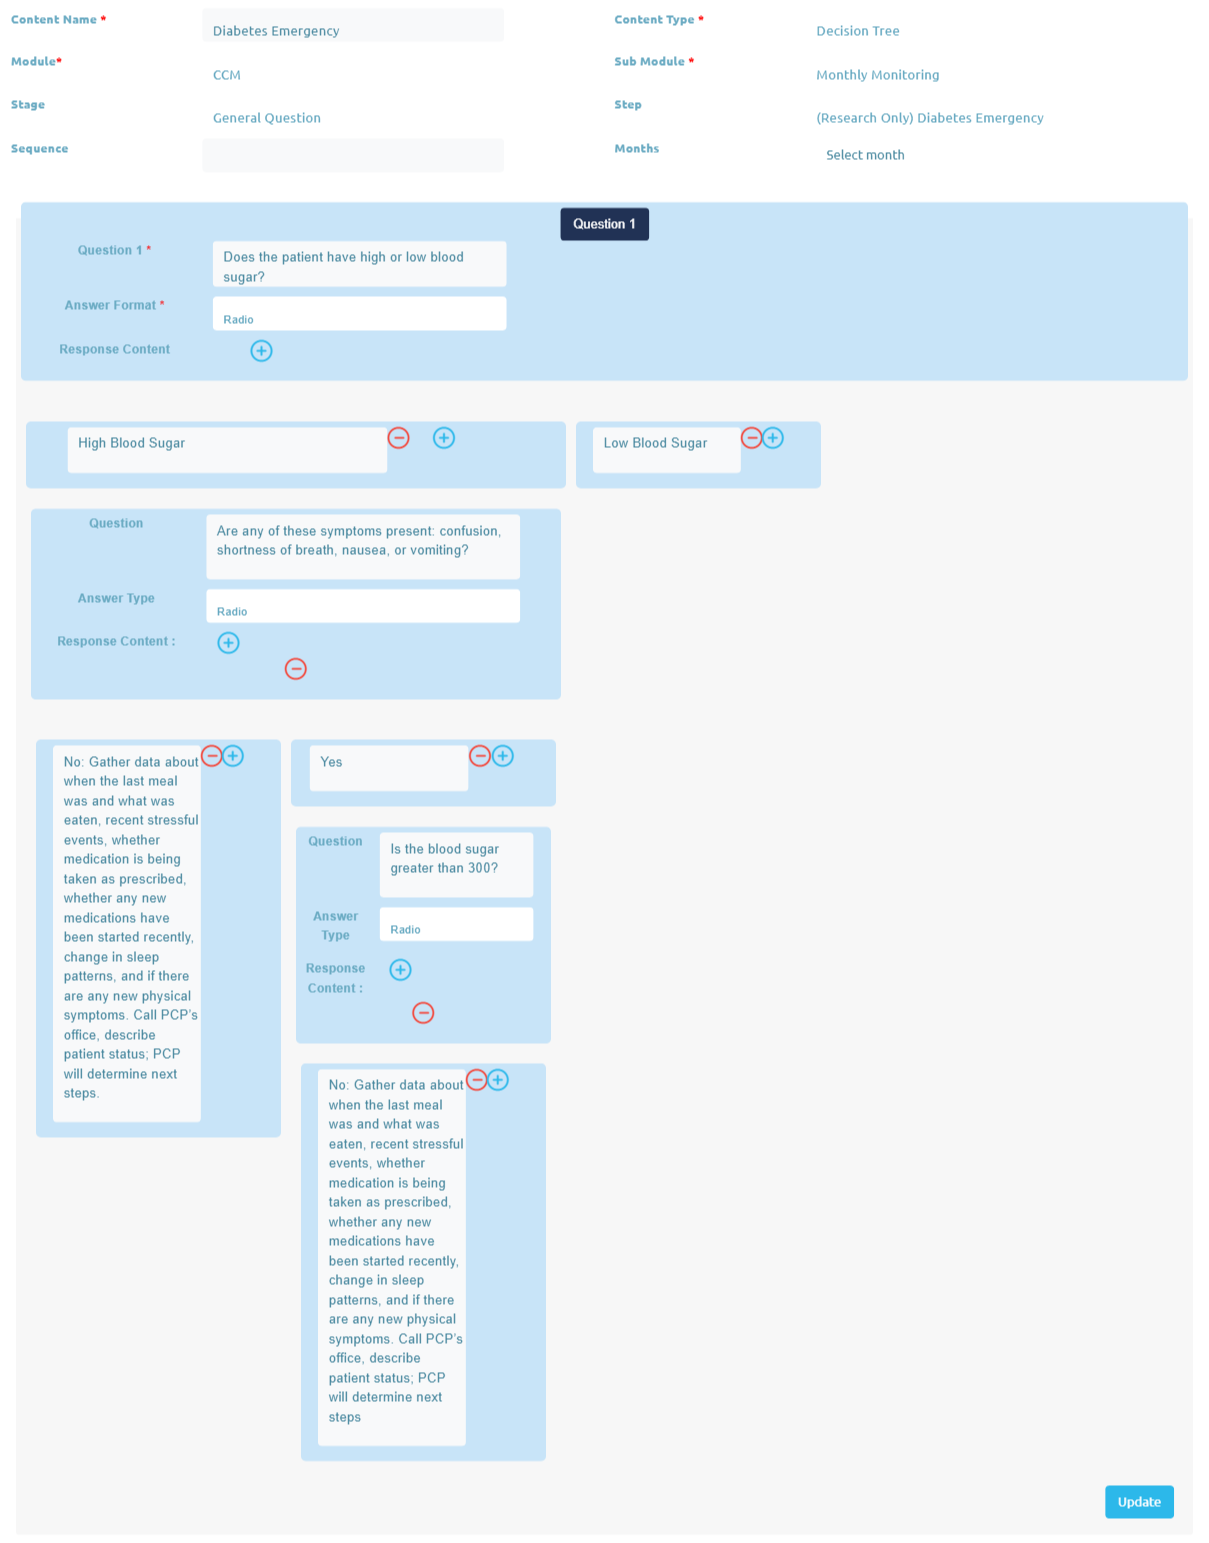 Content Name *
Diabetes Emergency
Content Type *
Decision Tree
Module*
CCM
Sub Module *
Monthly Monitoring
Stage
General Question
Step
(Research Only) Diabetes Emergency
Sequence
Months
Select month
Question 1
Question 1 *
Does the patient have high or low blood
sugar?
Answer Format *
Radio
Response Content
High Blood Sugar
Low Blood Sugar
Question
Are any of these symptoms present: confusion,
shortness of breath, nausea, or vomiting?
Answer Type
Radio
Response Content :
No: Gather data about
when the last meal
was and what was
eaten, recent stressful
events, whether
medication is being
taken as prescribed,
whether any new
medications have
been started recently,
change in sleep
patterns, and if there
are any new physical
symptoms. Call PCP's
office, describe
patient status; PCP
will determine next
steps.
Yes
Question
Is the blood sugar
greater than 300?
Answer
Type
Radio
Response
Content :
No: Gather data about
when the last meal
was and what was
eaten, recent stressful
events, whether
medication is being
taken as prescribed,
whether any new
medications have
been started recently,
change in sleep
patterns, and if there
are any new physical
symptoms. Call PCP's
office, describe
patient status; PCP
will determine next
steps
Update